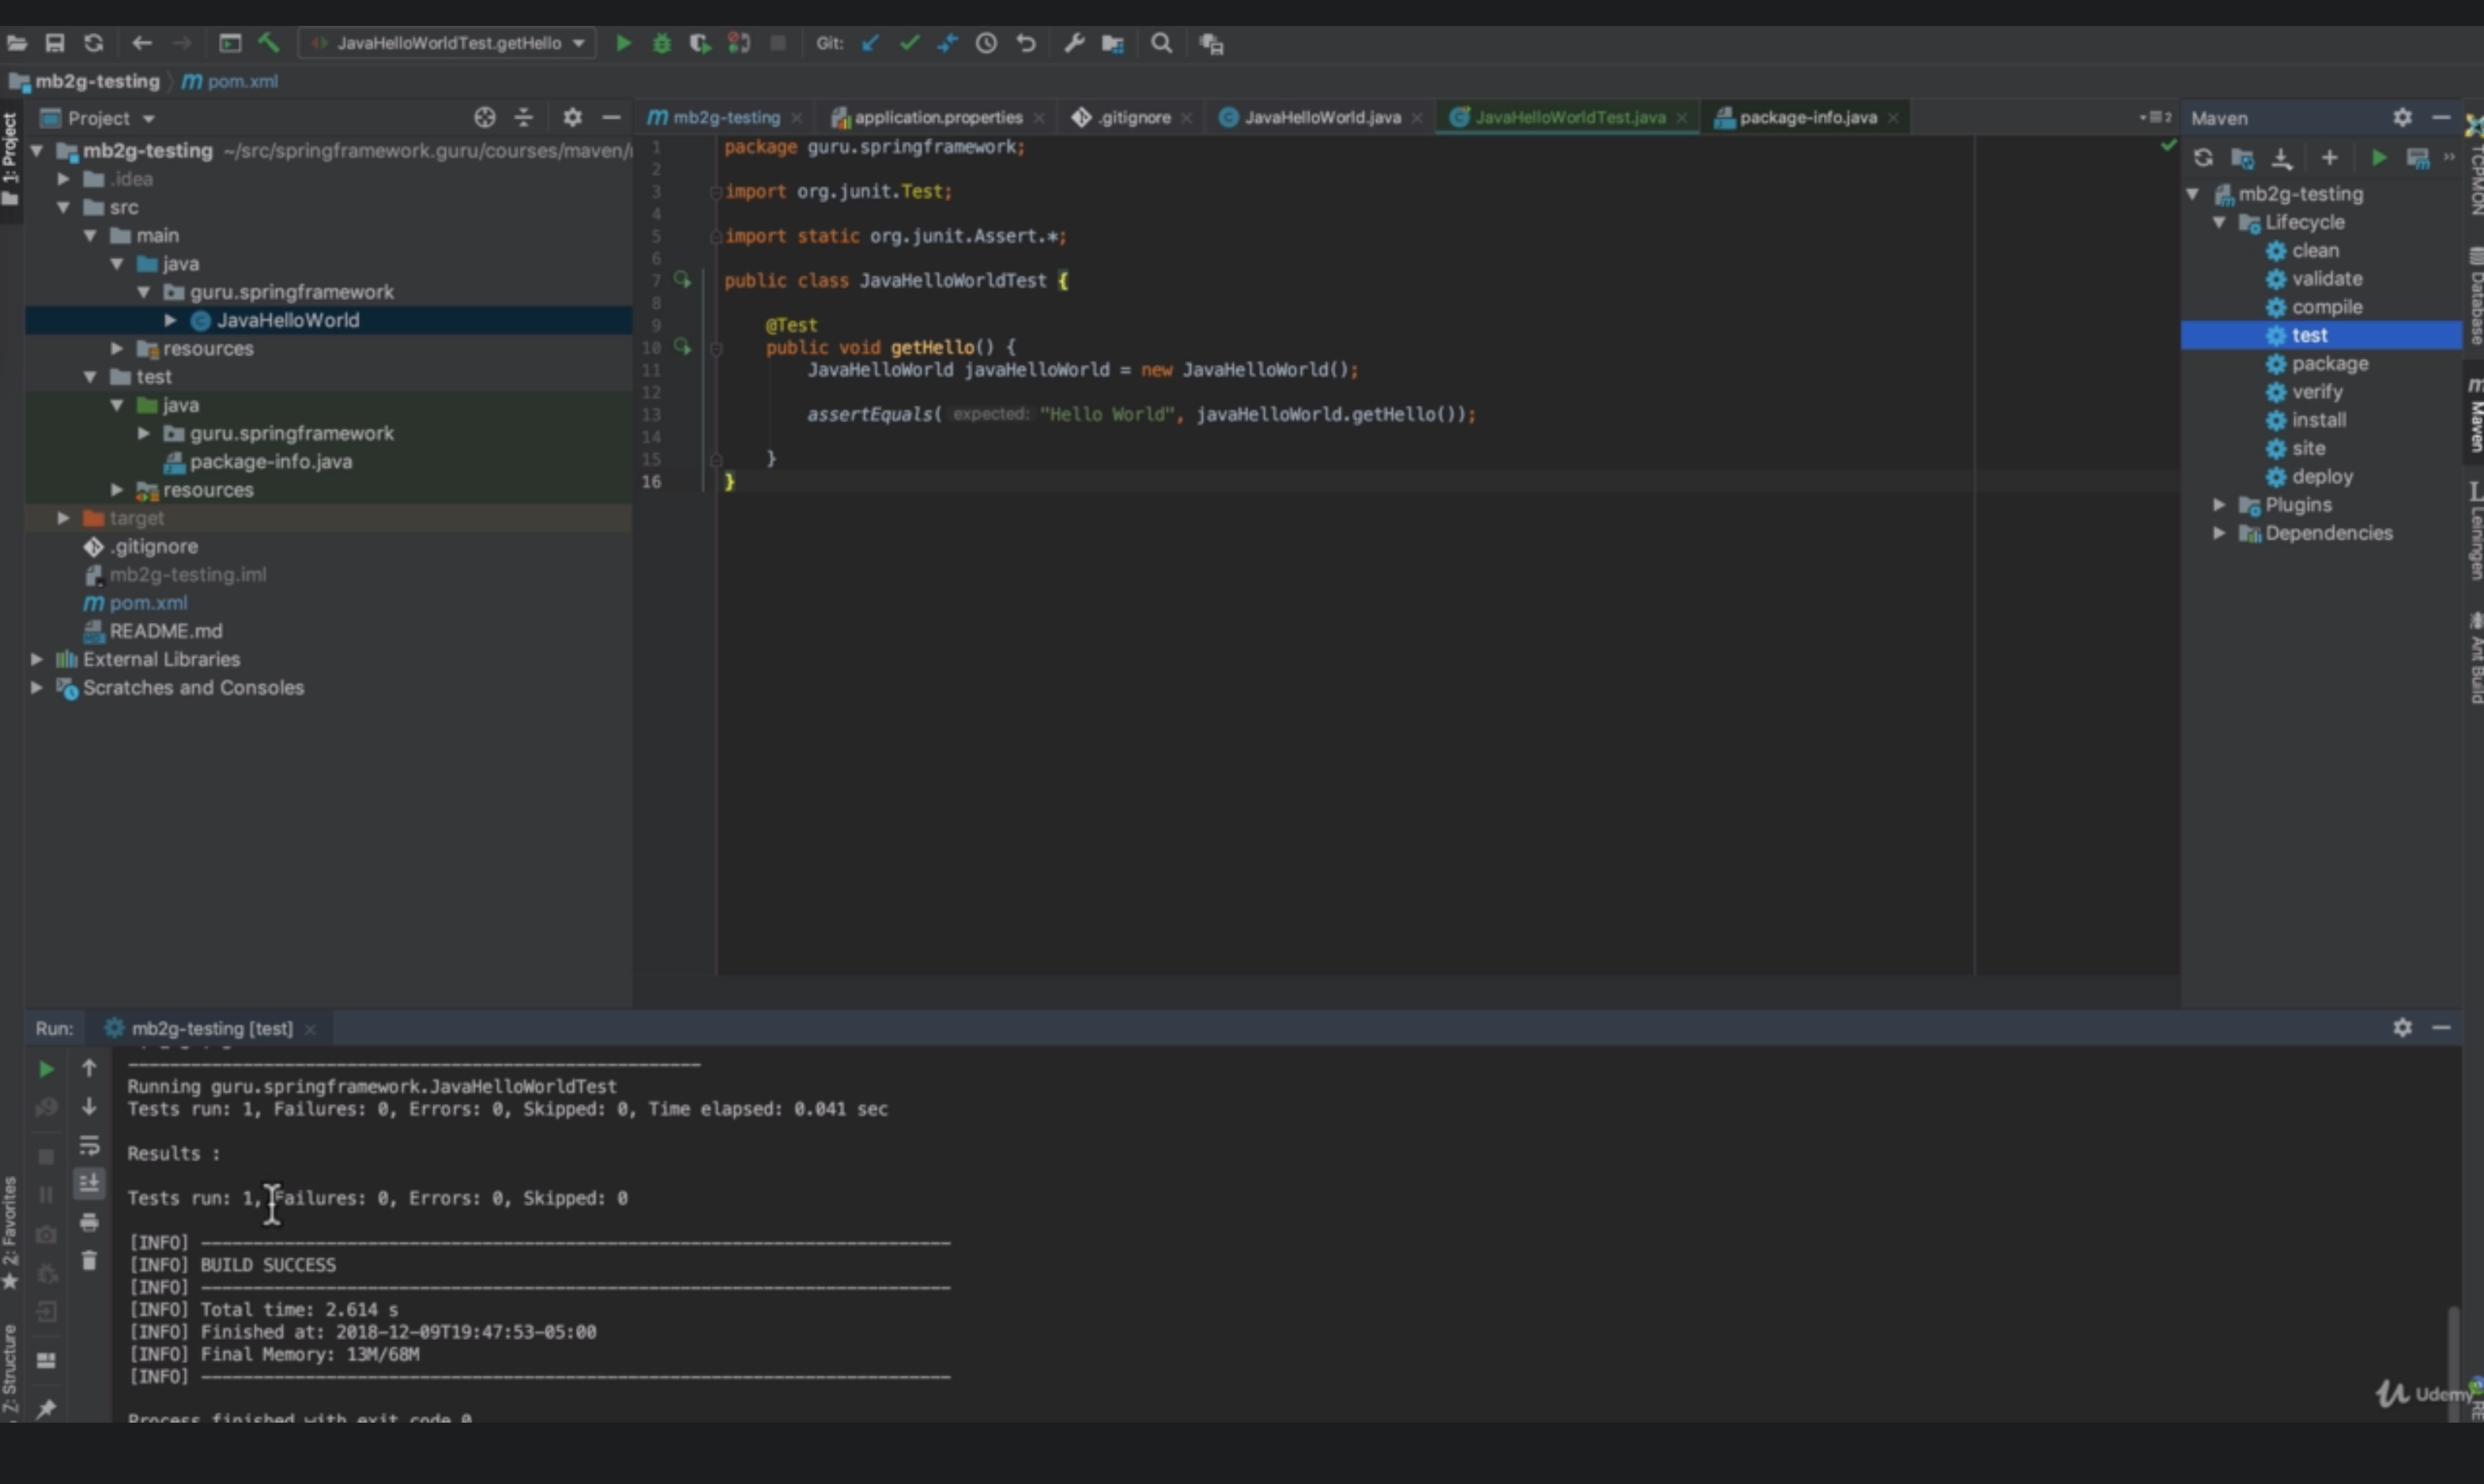 JavaHelloWorldTest.getHello
Git:
mb2g-testing
pom.xml
1: Project
Project
mb2g-testing ~/src/springframework.guru/courses/maven/
.idea
src
main
java
guru.springframework
JavaHelloWorld
resources
test
java
guru.springframework
package-info.java
resources
target
.gitignore
mb2g-testing.iml
pom.xml
README.md
External Libraries
Scratches and Consoles
mb2g-testing
application.properties
.gitignore
JavaHelloWorld.java
JavaHelloWorldTest.java
package-info.java
2
1 package guru.springframework;
2
3 import org.junit.Test;
4
5 import static org.junit.Assert.*;
6
7 public class JavaHelloWorldTest {
8
9 @Test
10 public void getHello() {
11 JavaHelloWorld javaHelloWorld = new JavaHelloWorld();
12
13 assertEquals( expected: "Hello World", javaHelloWorld.getHello());
14
15 }
16 }
Maven
mb2g-testing
Lifecycle
clean
validate
compile
test
package
verify
install
site
deploy
Plugins
Dependencies
TCPMON
Database
Maven
Leiningen
Ant Build
Run: mb2g-testing [test]
Running guru.springframework.JavaHelloWorldTest
Tests run: 1, Failures: 0, Errors: 0, Skipped: 0, Time elapsed: 0.041 sec
Results :
Tests run: 1, Failures: 0, Errors: 0, Skipped: 0
[INFO] ------------------------------------------------------------------------
[INFO] BUILD SUCCESS
[INFO] ------------------------------------------------------------------------
[INFO] Total time: 2.614 s
[INFO] Finished at: 2018-12-09T19:47:53-05:00
[INFO] Final Memory: 13M/68M
[INFO] ------------------------------------------------------------------------
Process finished with exit code 0
2: Favorites
Z: Structure
Udemy